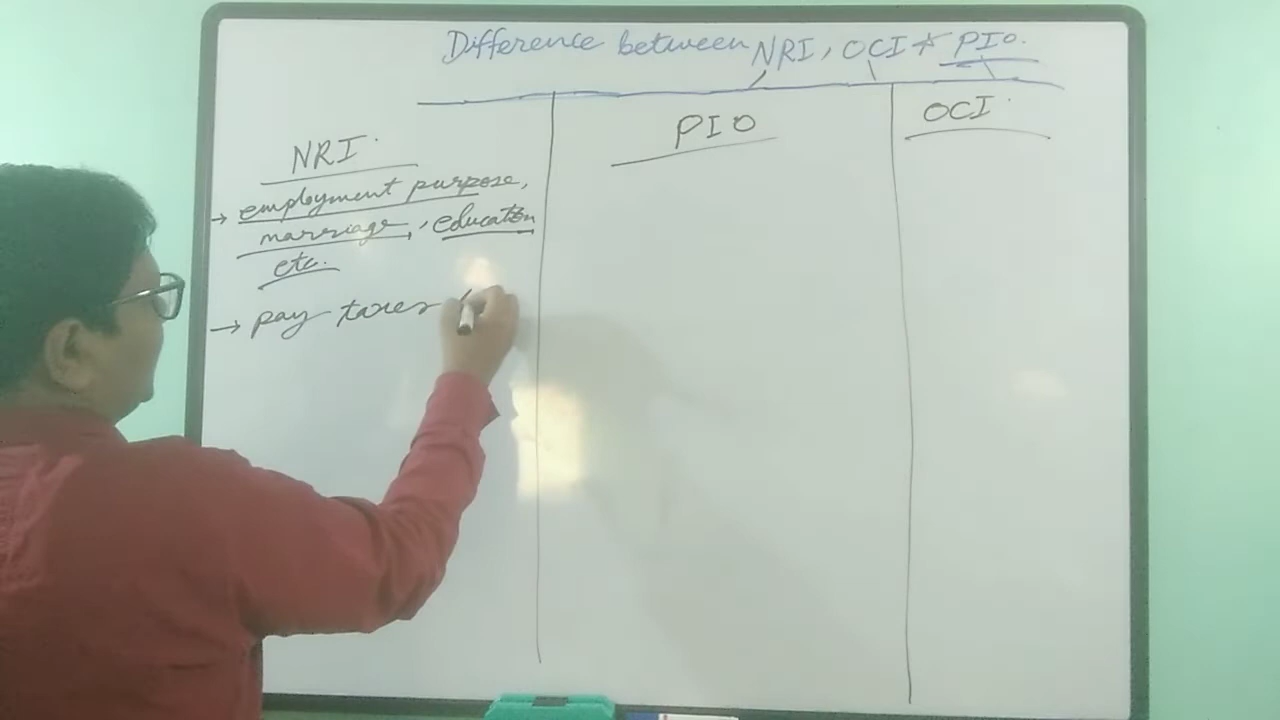 Difference between NRI, OCI & PIO.
NRI.
→ employment purpose,
marriage, education
etc.
→ pay taxes
PIO
OCI.